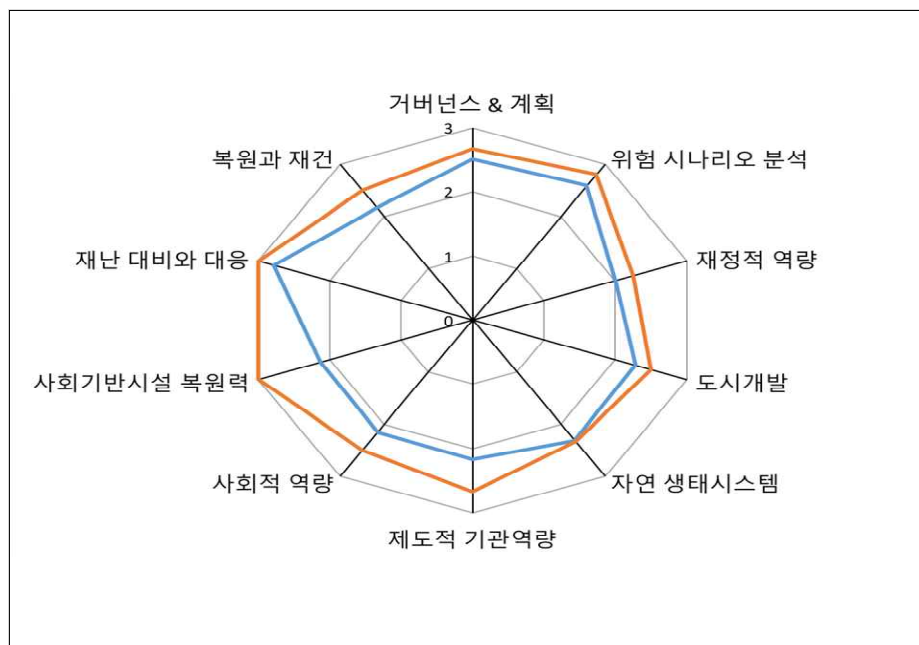 거버넌스 & 계획
3
복원과 재건
위험 시나리오 분석
2
재난 대비와 대응
재정적 역량
1
0
사회기반시설 복원력
도시개발
사회적 역량
자연 생태시스템
제도적 기관역량